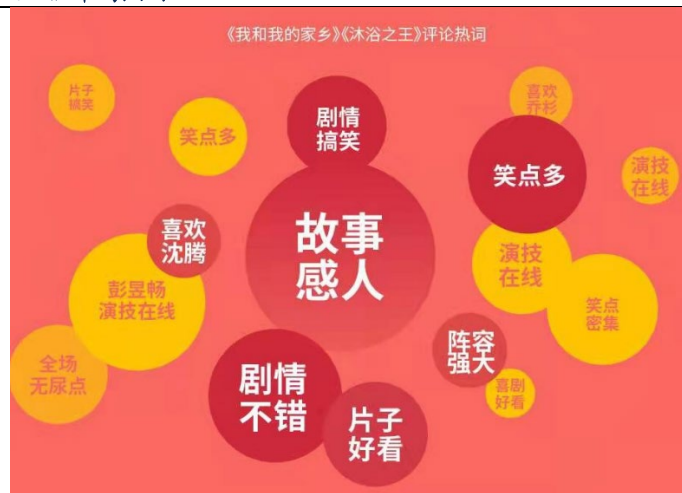 《我和我的家乡》《沐浴之王》评论热词
片子
搞笑
笑点多
剧情
搞笑
喜欢
乔杉
笑点多
演技
在线
喜欢
沈腾
故事
感人
演技
在线
彭昱畅
演技在线
笑点
密集
全场
无尿点
阵容
强大
剧情
不错
喜剧
好看
片子
好看